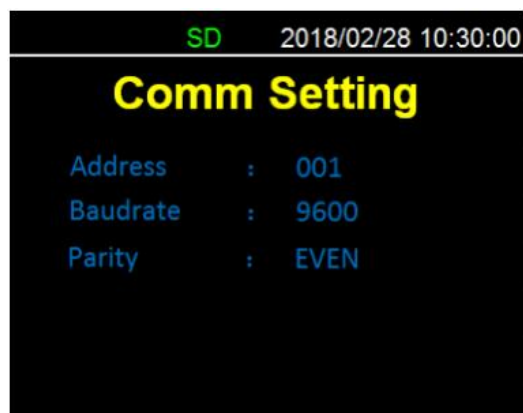 SD 2018/02/28 10:30:00
Comm Setting
Address : 001
Baudrate : 9600
Parity : EVEN